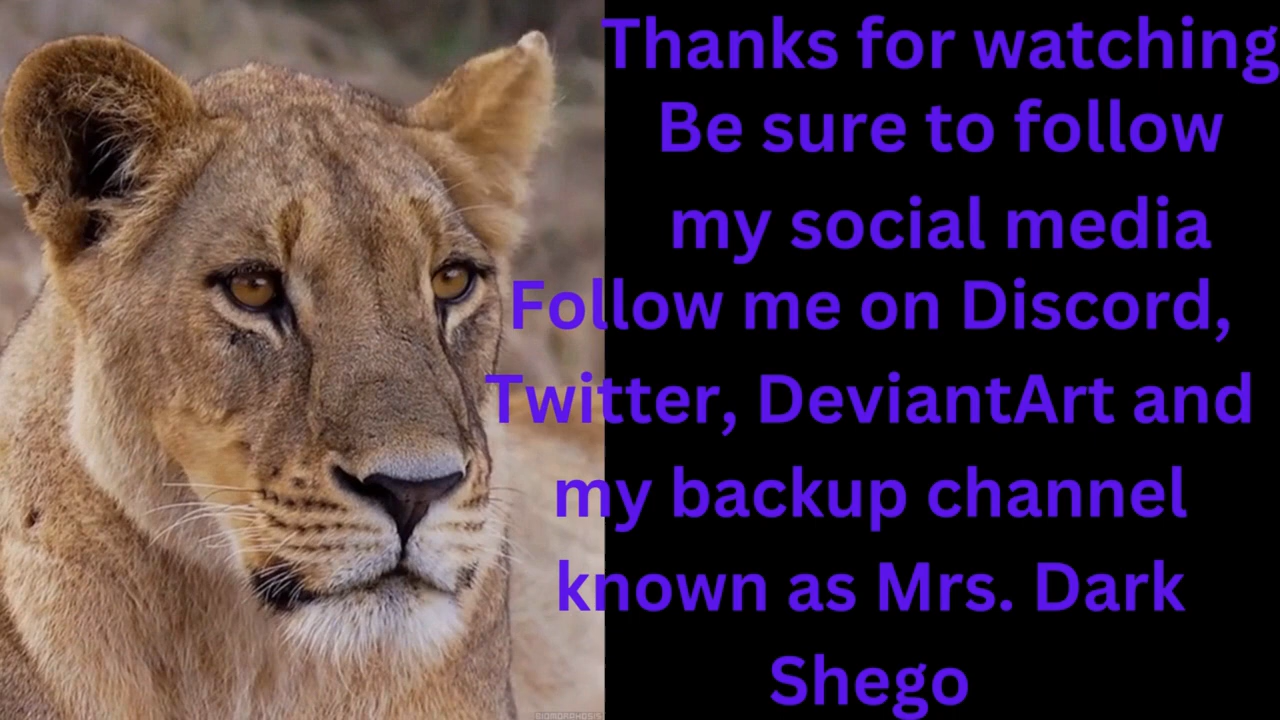 Thanks for watching
Be sure to follow
my social media
Follow me on Discord,
Twitter, DeviantArt and
my backup channel
known as Mrs. Dark
Shego
BIOMORPHOSIS